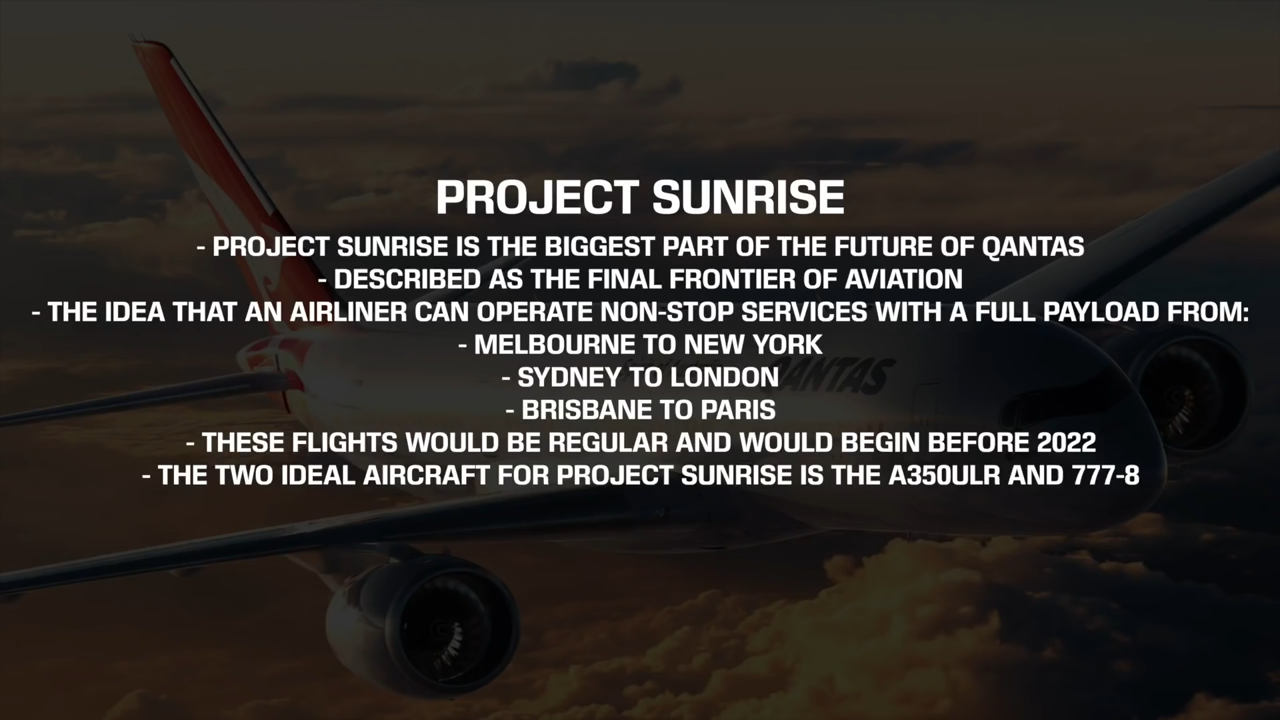 PROJECT SUNRISE
- PROJECT SUNRISE IS THE BIGGEST PART OF THE FUTURE OF QANTAS
- DESCRIBED AS THE FINAL FRONTIER OF AVIATION
- THE IDEA THAT AN AIRLINER CAN OPERATE NON-STOP SERVICES WITH A FULL PAYLOAD FROM:
- MELBOURNE TO NEW YORK
- SYDNEY TO LONDON
QANTAS
- BRISBANE TO PARIS
- THESE FLIGHTS WOULD BE REGULAR AND WOULD BEGIN BEFORE 2022
- THE TWO IDEAL AIRCRAFT FOR PROJECT SUNRISE IS THE A350ULR AND 777-8